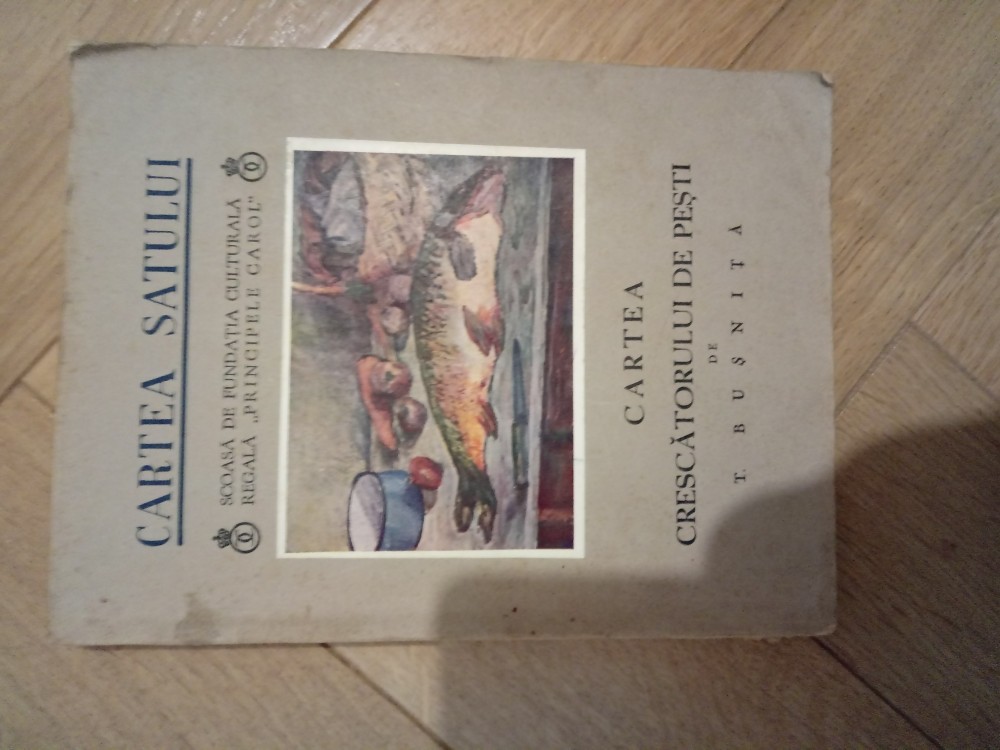 CARTEA SATULUI
SCOASĂ DE FUNDAȚIA CULTURALĂ
REGALĂ „PRINCIPELE CAROL”
CARTEA
CRESCĂTORULUI DE PEȘTI
DE
T. BUȘNIȚĂ